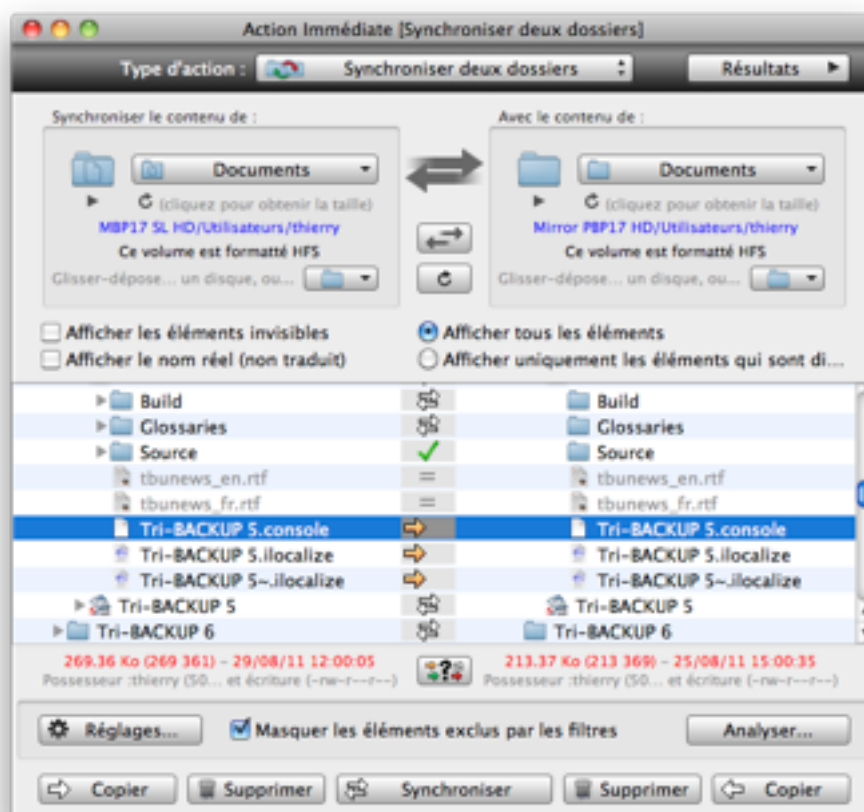 Action Immédiate [Synchroniser deux dossiers]
Type d'action : Synchroniser deux dossiers Résultats
Synchroniser le contenu de : Avec le contenu de :
Documents Documents
(cliquez pour obtenir la taille) (cliquez pour obtenir la taille)
MBP17 SL HD/Utilisateurs/thierry Mirror PBP17 HD/Utilisateurs/thierry
Ce volume est formatté HFS Ce volume est formatté HFS
Glisser-dépose... un disque, ou... Glisser-dépose... un disque, ou...
Afficher les éléments invisibles Afficher tous les éléments
Afficher le nom réel (non traduit) Afficher uniquement les éléments qui sont di...
Build Build
Glossaries Glossaries
Source Source
tbunews_en.rtf = tbunews_en.rtf
tbunews_fr.rtf = tbunews_fr.rtf
Tri-BACKUP 5.console Tri-BACKUP 5.console
Tri-BACKUP 5.ilocalize Tri-BACKUP 5.ilocalize
Tri-BACKUP 5~.ilocalize Tri-BACKUP 5~.ilocalize
Tri-BACKUP 5 Tri-BACKUP 5
Tri-BACKUP 6 Tri-BACKUP 6
269.36 Ko (269 361) - 29/08/11 12:00:05 213.37 Ko (213 369) - 25/08/11 15:00:35
Possesseur :thierry (50... et écriture (-rw-r--r--) Possesseur :thierry (50... et écriture (-rw-r--r--)
Réglages... Masquer les éléments exclus par les filtres Analyser...
Copier Supprimer Synchroniser Supprimer Copier